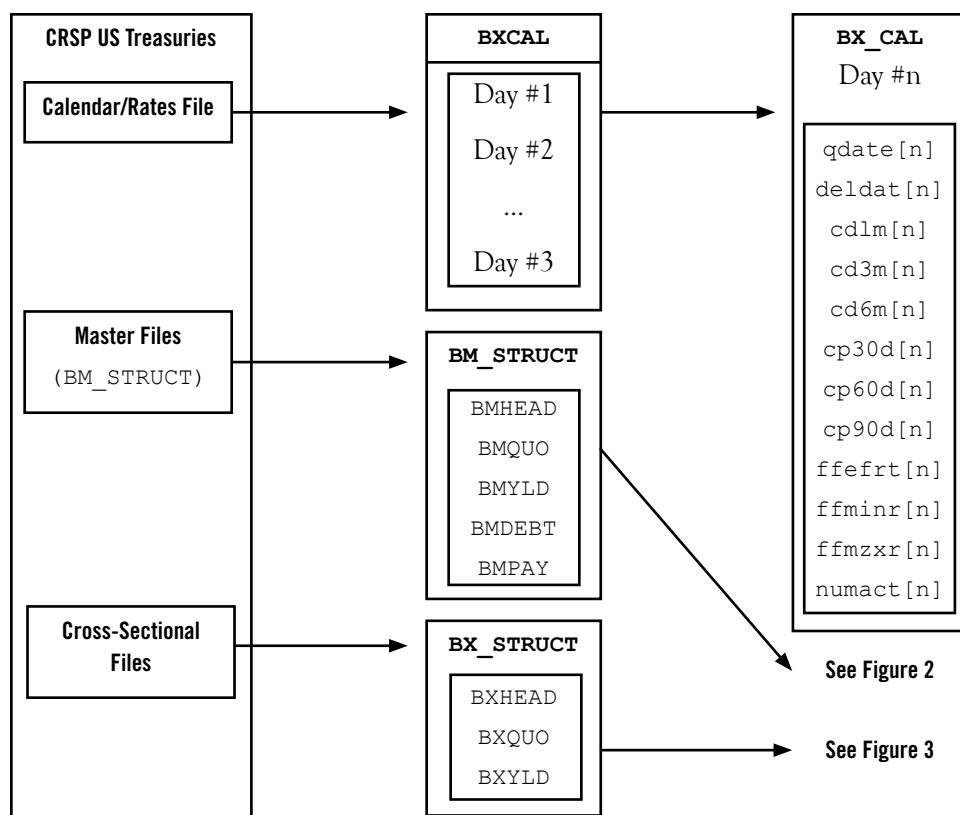 CRSP US Treasuries
Calendar/Rates File
Master Files
(BM_STRUCT)
Cross-Sectional
Files
BXCAL
Day #1
Day #2
...
Day #3
BM_STRUCT
BMHEAD
BMQUO
BMYLD
BMDEBT
BMPAY
BX_STRUCT
BXHEAD
BXQUO
BXYLD
BX_CAL
Day #n
qdate[n]
deldat[n]
cdlm[n]
cd3m[n]
cd6m[n]
cp30d[n]
cp60d[n]
cp90d[n]
ffefrt[n]
ffminr[n]
ffmzxr[n]
numact[n]
See Figure 2
See Figure 3